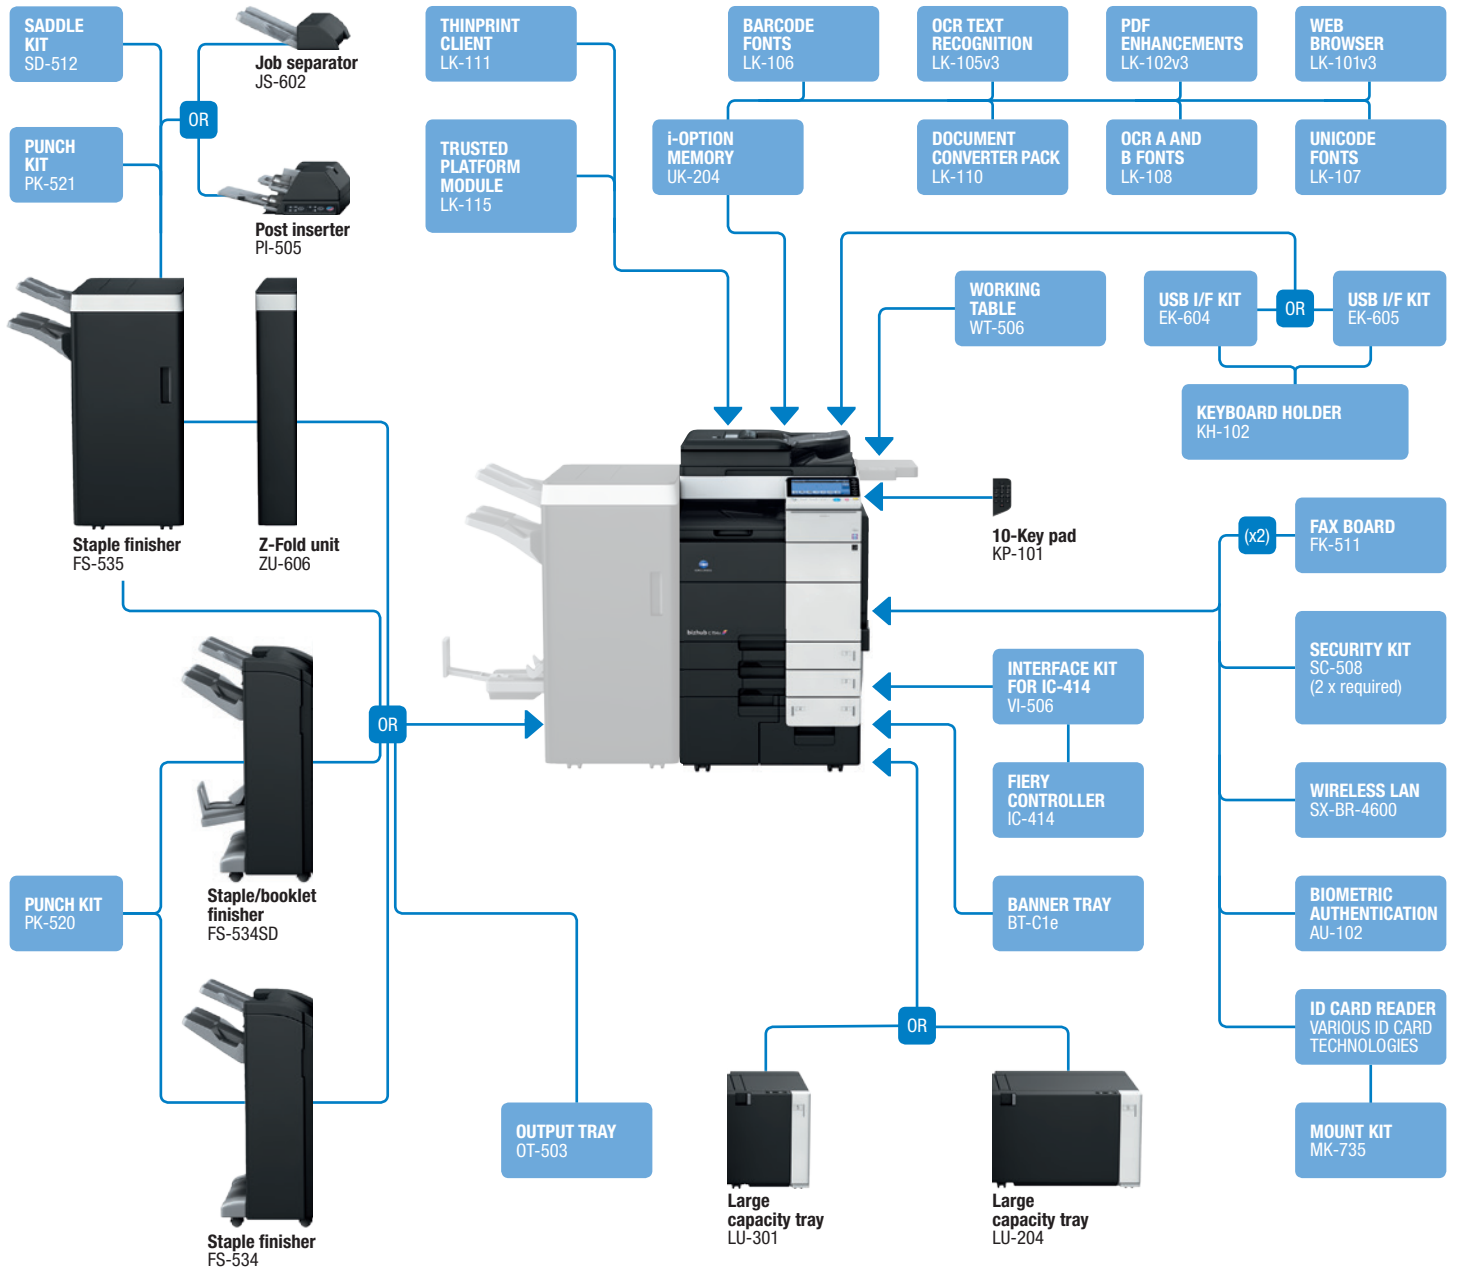 SADDLE
KIT
SD-512
Job separator
JS-602
OR
PUNCH
KIT
PK-521
Post inserter
PI-505
THINPRINT
CLIENT
LK-111
TRUSTED
PLATFORM
MODULE
LK-115
BARCODE
FONTS
LK-106
OCR TEXT
RECOGNITION
LK-105v3
PDF
ENHANCEMENTS
LK-102v3
WEB
BROWSER
LK-101v3
i-OPTION
MEMORY
UK-204
DOCUMENT
CONVERTER PACK
LK-110
OCR A AND
B FONTS
LK-108
UNICODE
FONTS
LK-107
WORKING
TABLE
WT-506
USB I/F KIT
EK-604
OR
USB I/F KIT
EK-605
KEYBOARD HOLDER
KH-102
10-Key pad
KP-101
Staple finisher
FS-535
Z-Fold unit
ZU-606
(x2)
FAX BOARD
FK-511
SECURITY KIT
SC-508
(2 x required)
WIRELESS LAN
SX-BR-4600
BIOMETRIC
AUTHENTICATION
AU-102
ID CARD READER
VARIOUS ID CARD
TECHNOLOGIES
MOUNT KIT
MK-735
bizhub
INTERFACE KIT
FOR IC-414
VI-506
FIERY
CONTROLLER
IC-414
BANNER TRAY
BT-C1e
OR
Staple/booklet
finisher
FS-534SD
PUNCH KIT
PK-520
Staple finisher
FS-534
OUTPUT TRAY
OT-503
OR
Large
capacity tray
LU-301
Large
capacity tray
LU-204